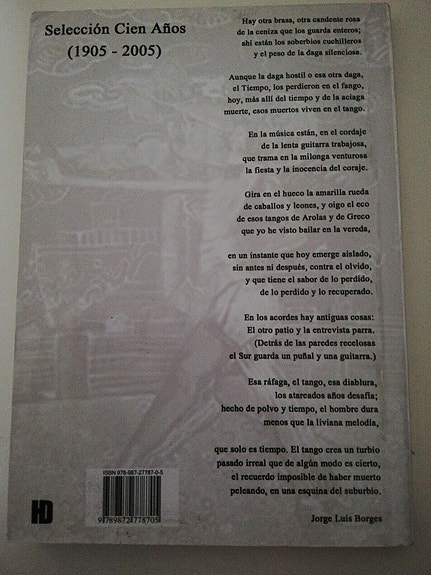 Selección Cien Años
(1905 - 2005)
Hay otra brasa, otra candente rosa
de la ceniza que los guarda enteros;
ahí están los soberbios cuchilleros
y el peso de la daga silenciosa.
Aunque la daga hostil o esa otra daga,
el Tiempo, los perdieron en el fango,
hoy, más allí del tiempo y de la aciaga
muerte, esos muertos viven en el tango.
En la música están, en el cordaje
de la lenta guitarra trabajosa,
que trama en la milonga venturosa
la fiesta y la inocencia del coraje.
Gira en el hueco la amarilla rueda
de caballos y leones, y oigo el eco
de esos tangos de Arolas y de Greco
que yo he visto bailar en la vereda,
en un instante que hoy emerge aislado,
sin antes ni después, contra el olvido,
y que tiene el sabor de lo perdido,
de lo perdido y lo recuperado.
En los acordes hay antiguas cosas:
El otro patio y la entrevista parra.
(Detrás de las paredes recelosas
el Sur guarda un puñal y una guitarra.)
Esa ráfaga, el tango, esa diablura,
los atareados años desafía;
hecho de polvo y tiempo, el hombre dura
menos que la liviana melodía,
que solo es tiempo. El tango crea un turbio
pasado irreal que de algún modo es cierto,
el recuerdo imposible de haber muerto
peleando, en una esquina del suburbio.
Jorge Luis Borges
ISBN 978-987-27787-0-5
9 789872 778705
HD